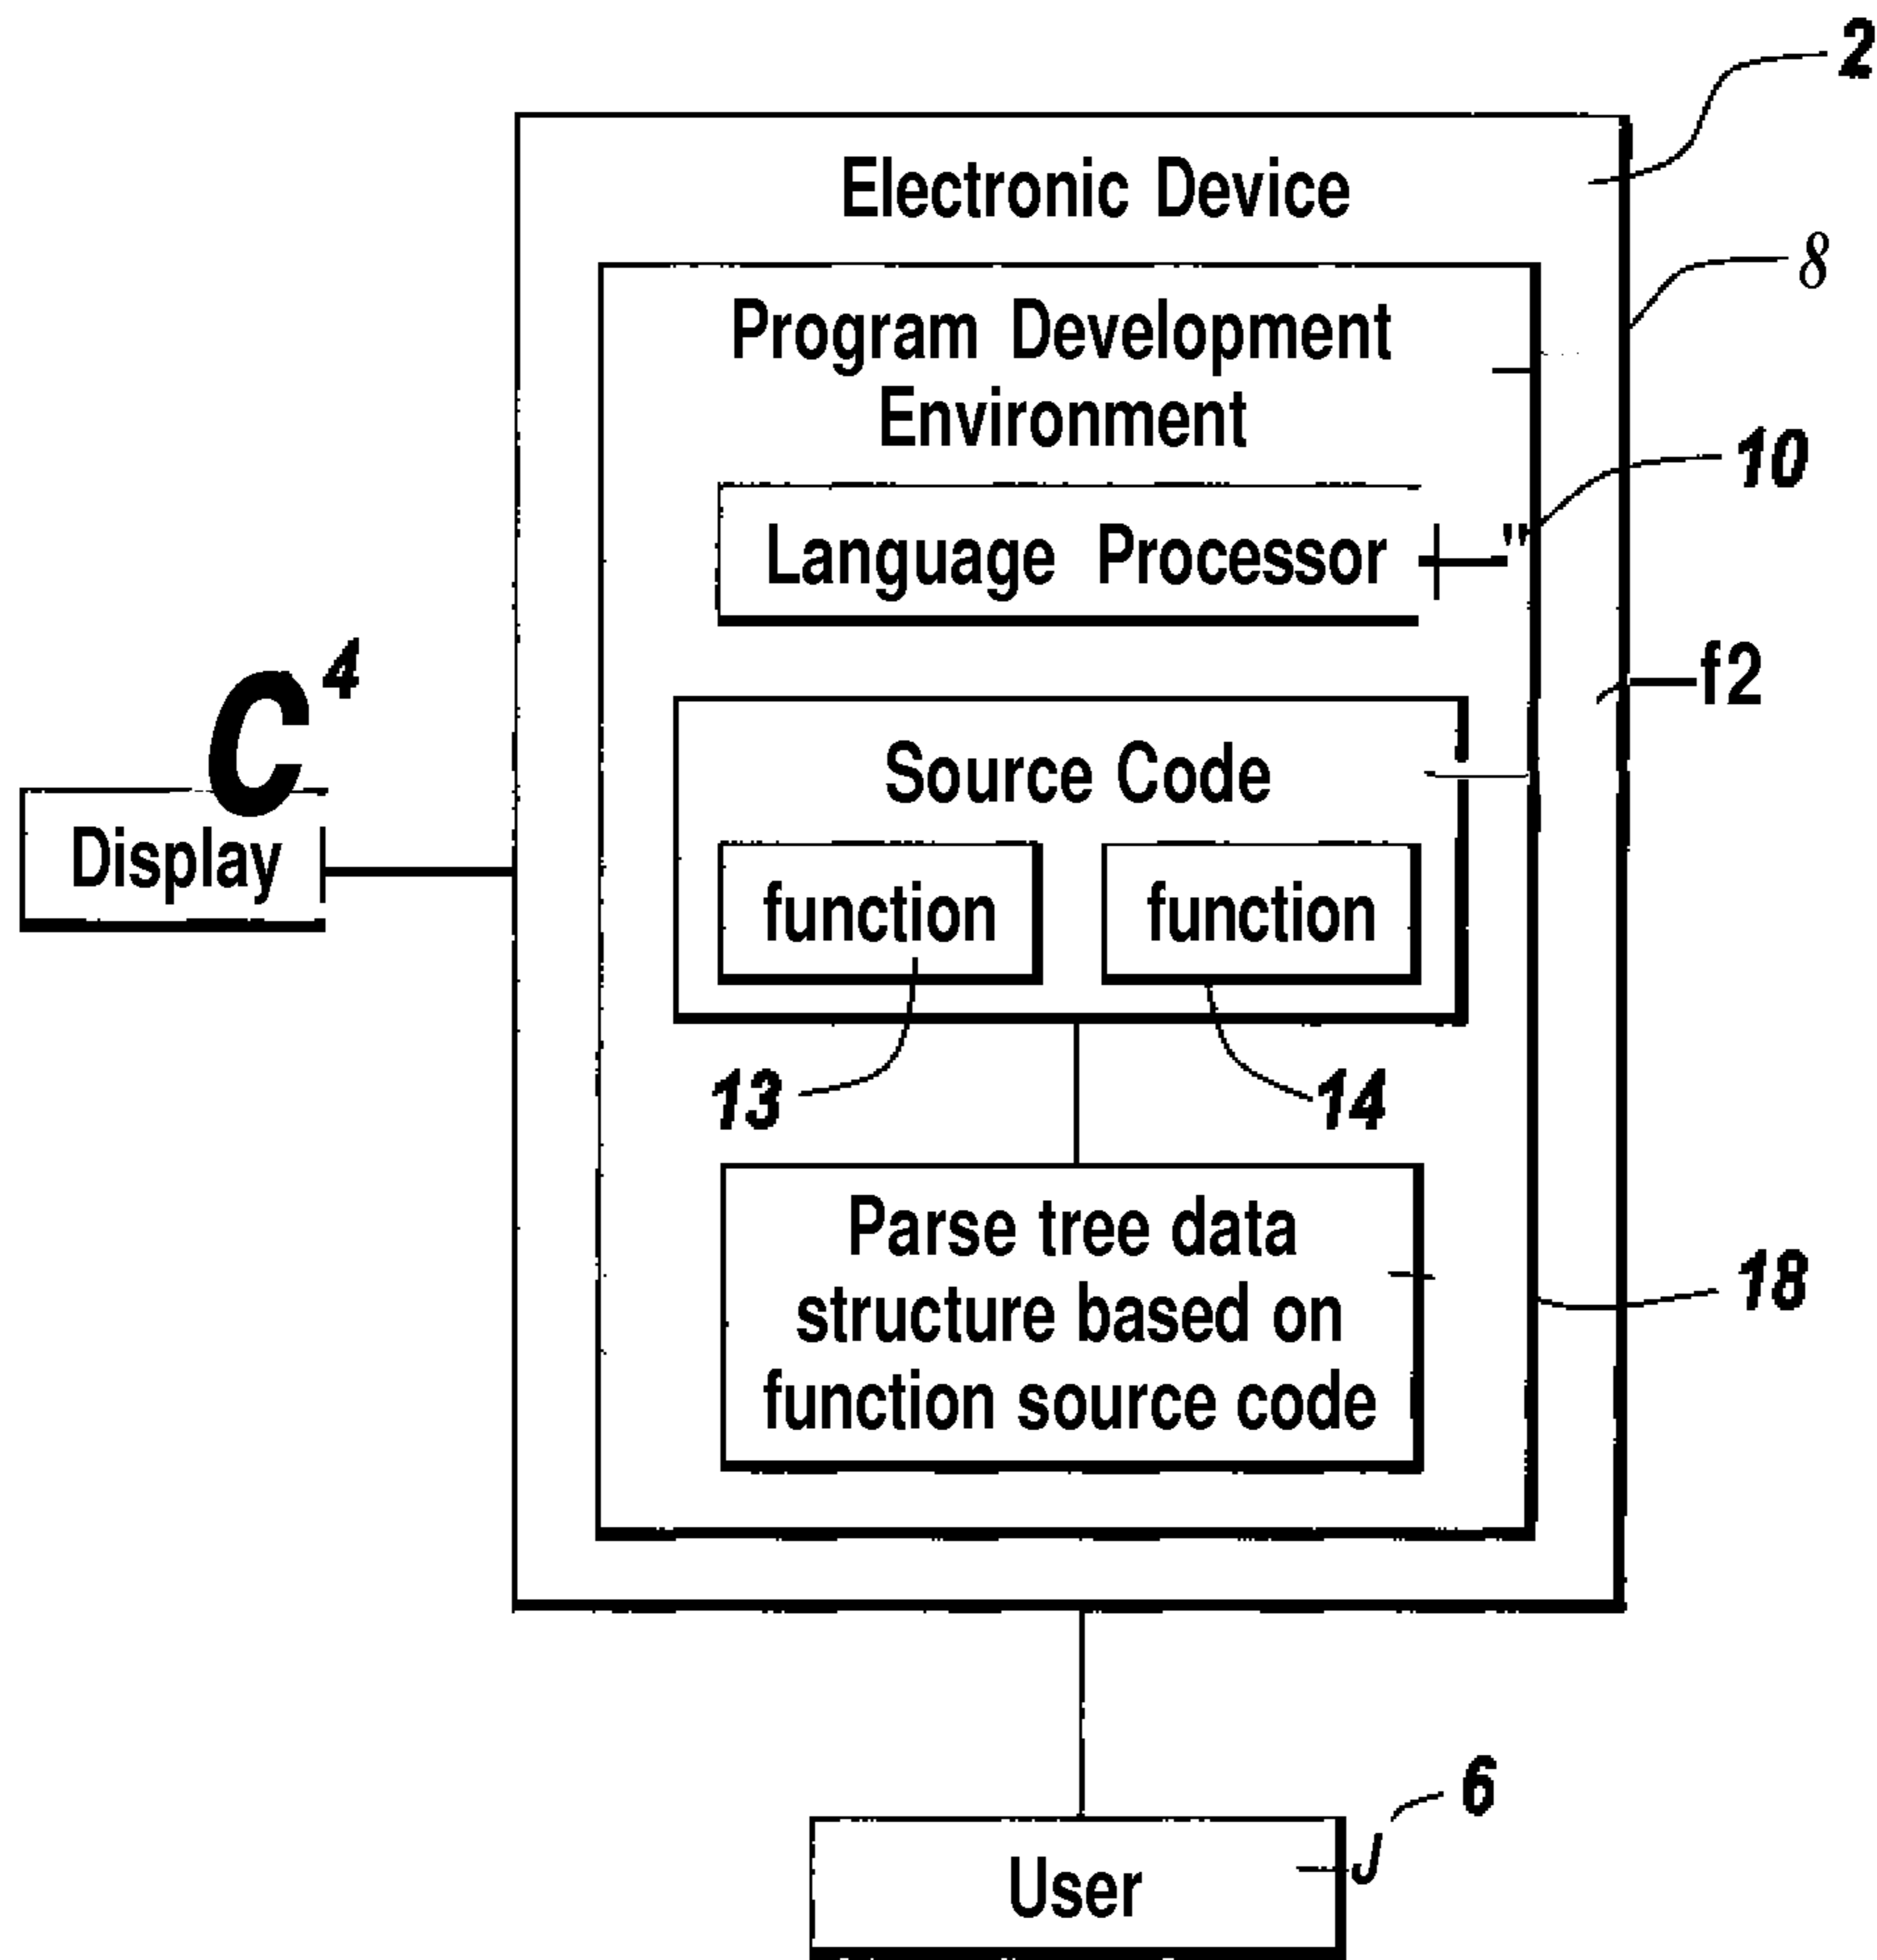 2
Electronic Device
8
Program Development
Environment
10
Language Processor
"
4
C
f2
Source Code
Display
function
function
13
14
Parse tree data
structure based on
function source code
18
6
J
User